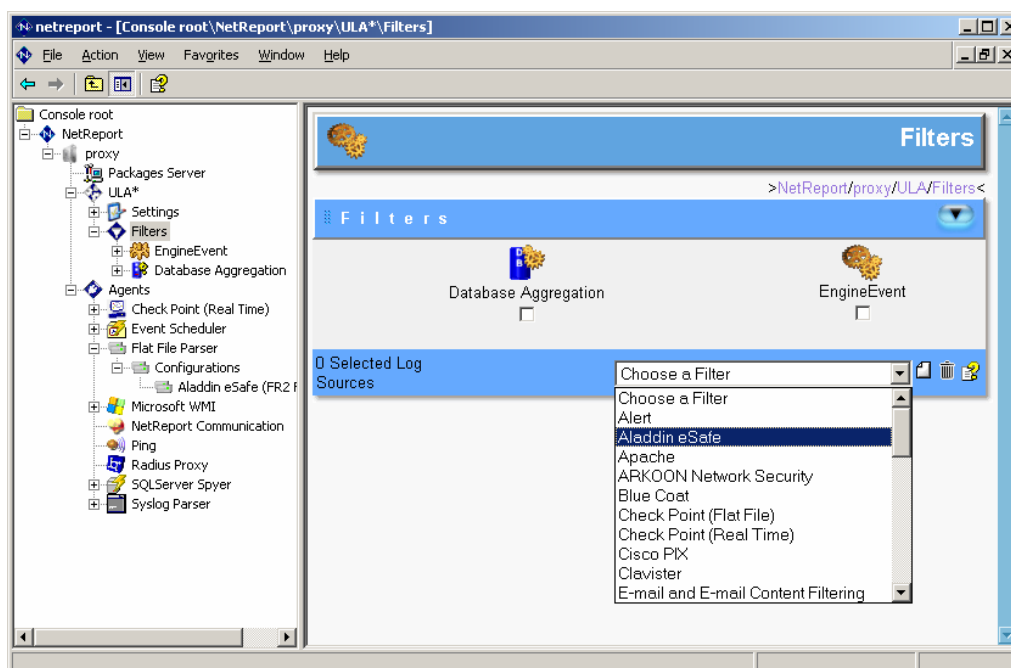 netreport - [Console root\NetReport\proxy\ULA*\Filters]
File Action View Favorites Window Help
Console root
NetReport
proxy
Packages Server
ULA*
Settings
Filters
EngineEvent
Database Aggregation
Agents
Check Point (Real Time)
Event Scheduler
Flat File Parser
Configurations
Aladdin eSafe (FR2 F
Microsoft WMI
NetReport Communication
Ping
Radius Proxy
SQLServer Spyer
Syslog Parser
Filters
>NetReport/proxy/ULA/Filters<
Filters
Database Aggregation
EngineEvent
0 Selected Log
Sources
Choose a Filter
Choose a Filter
Alert
Aladdin eSafe
Apache
ARKOON Network Security
Blue Coat
Check Point (Flat File)
Check Point (Real Time)
Cisco PIX
Clavister
E-mail and E-mail Content Filtering